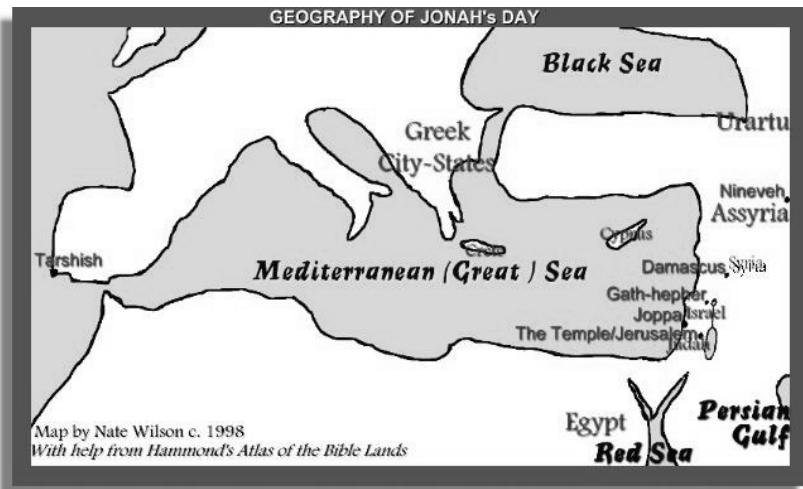 GEOGRAPHY OF JONAH's DAY
Black Sea
Urartu
Greek
City-States
Nineveh
Assyria
Tarshish
Crete
Cyprus
Mediterranean (Great ) Sea
Damascus
Syria
Gath-hepher
Joppa
Israel
The Temple/Jerusalem
Judah
Egypt
Red Sea
Persian
Gulf
Map by Nate Wilson c. 1998
With help from Hammond's Atlas of the Bible Lands